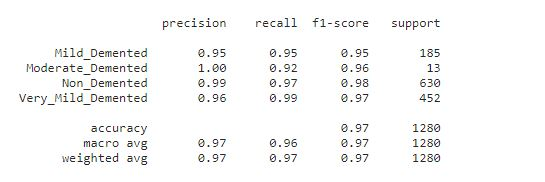 precision recall f1-score support
Mild_Demented 0.95 0.95 0.95 185
Moderate_Demented 1.00 0.92 0.96 13
Non_Demented 0.99 0.97 0.98 630
Very_Mild_Demented 0.96 0.99 0.97 452
accuracy 0.97 1280
macro avg 0.97 0.96 0.97 1280
weighted avg 0.97 0.97 0.97 1280